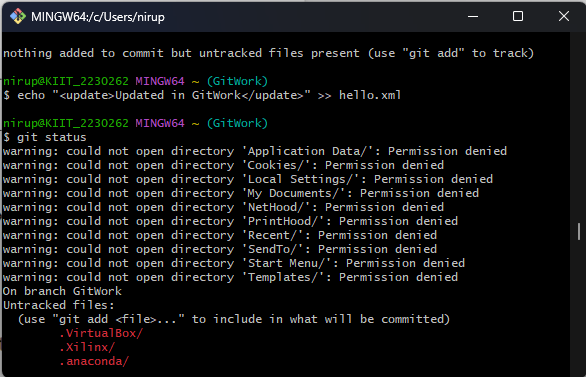 MINGW64:/c/Users/nirup
nothing added to commit but untracked files present (use "git add" to track)
nirup@KIIT_2230262 MINGW64 ~ (GitWork)
$ echo "<update>Updated in GitWork</update>" >> hello.xml
nirup@KIIT_2230262 MINGW64 ~ (GitWork)
$ git status
warning: could not open directory 'Application Data/': Permission denied
warning: could not open directory 'Cookies/': Permission denied
warning: could not open directory 'Local Settings/': Permission denied
warning: could not open directory 'My Documents/': Permission denied
warning: could not open directory 'NetHood/': Permission denied
warning: could not open directory 'PrintHood/': Permission denied
warning: could not open directory 'Recent/': Permission denied
warning: could not open directory 'SendTo/': Permission denied
warning: could not open directory 'Start Menu/': Permission denied
warning: could not open directory 'Templates/': Permission denied
On branch GitWork
Untracked files:
  (use "git add <file>..." to include in what will be committed)
        .VirtualBox/
        .Xilinx/
        .anaconda/